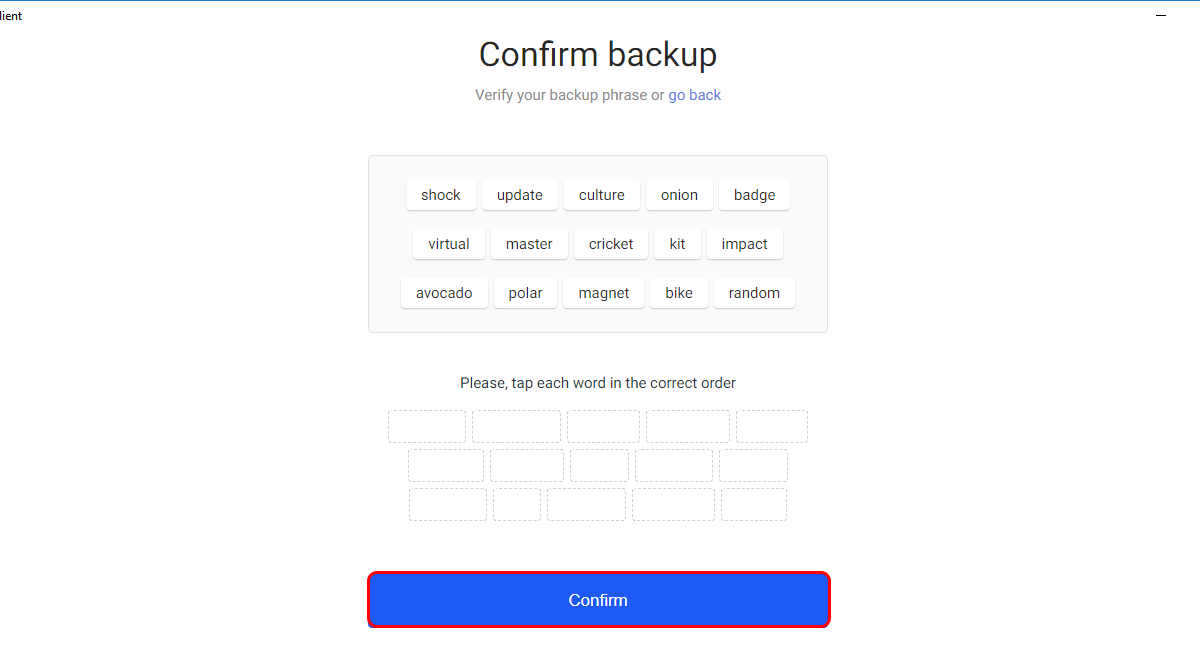 lient
Confirm backup
Verify your backup phrase or go back
shock update culture onion badge
virtual master cricket kit impact
avocado polar magnet bike random
Please, tap each word in the correct order
Confirm